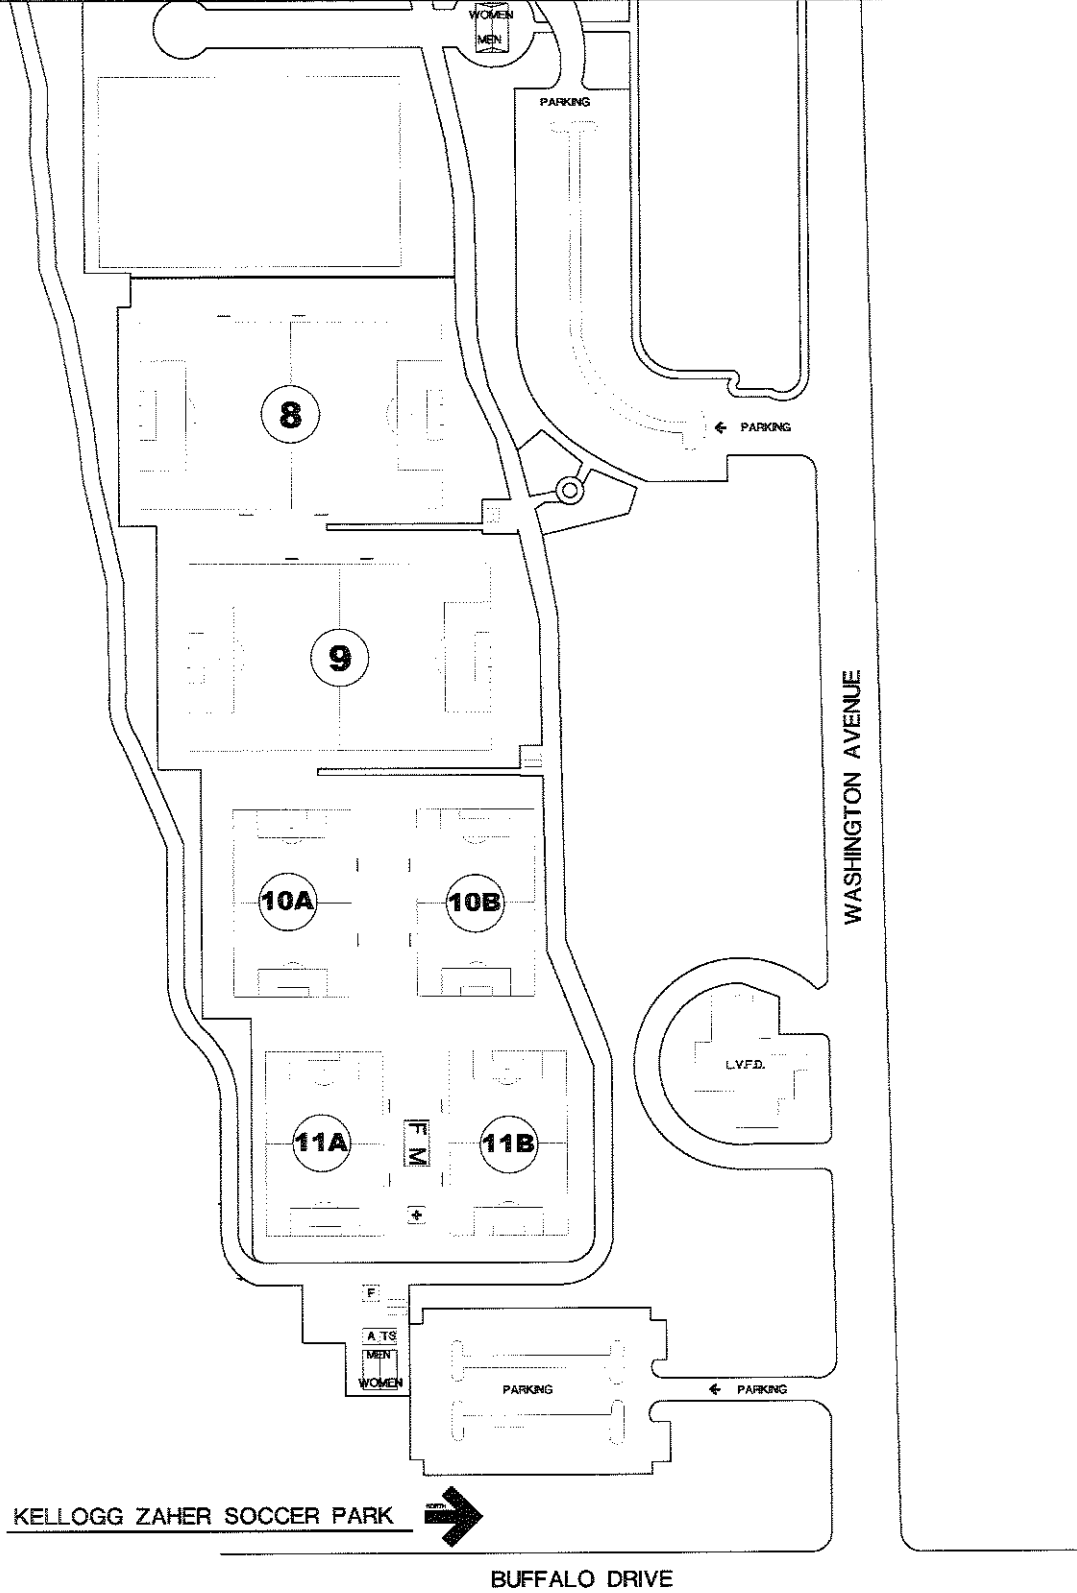 WOMEN
MEN
PARKING
8
← PARKING
9
WASHINGTON AVENUE
10A
10B
L.V.F.D.
11A
11B
F M
+
F
A TS
MEN
WOMEN
PARKING
← PARKING
KELLOGG ZAHER SOCCER PARK
NORTH
BUFFALO DRIVE